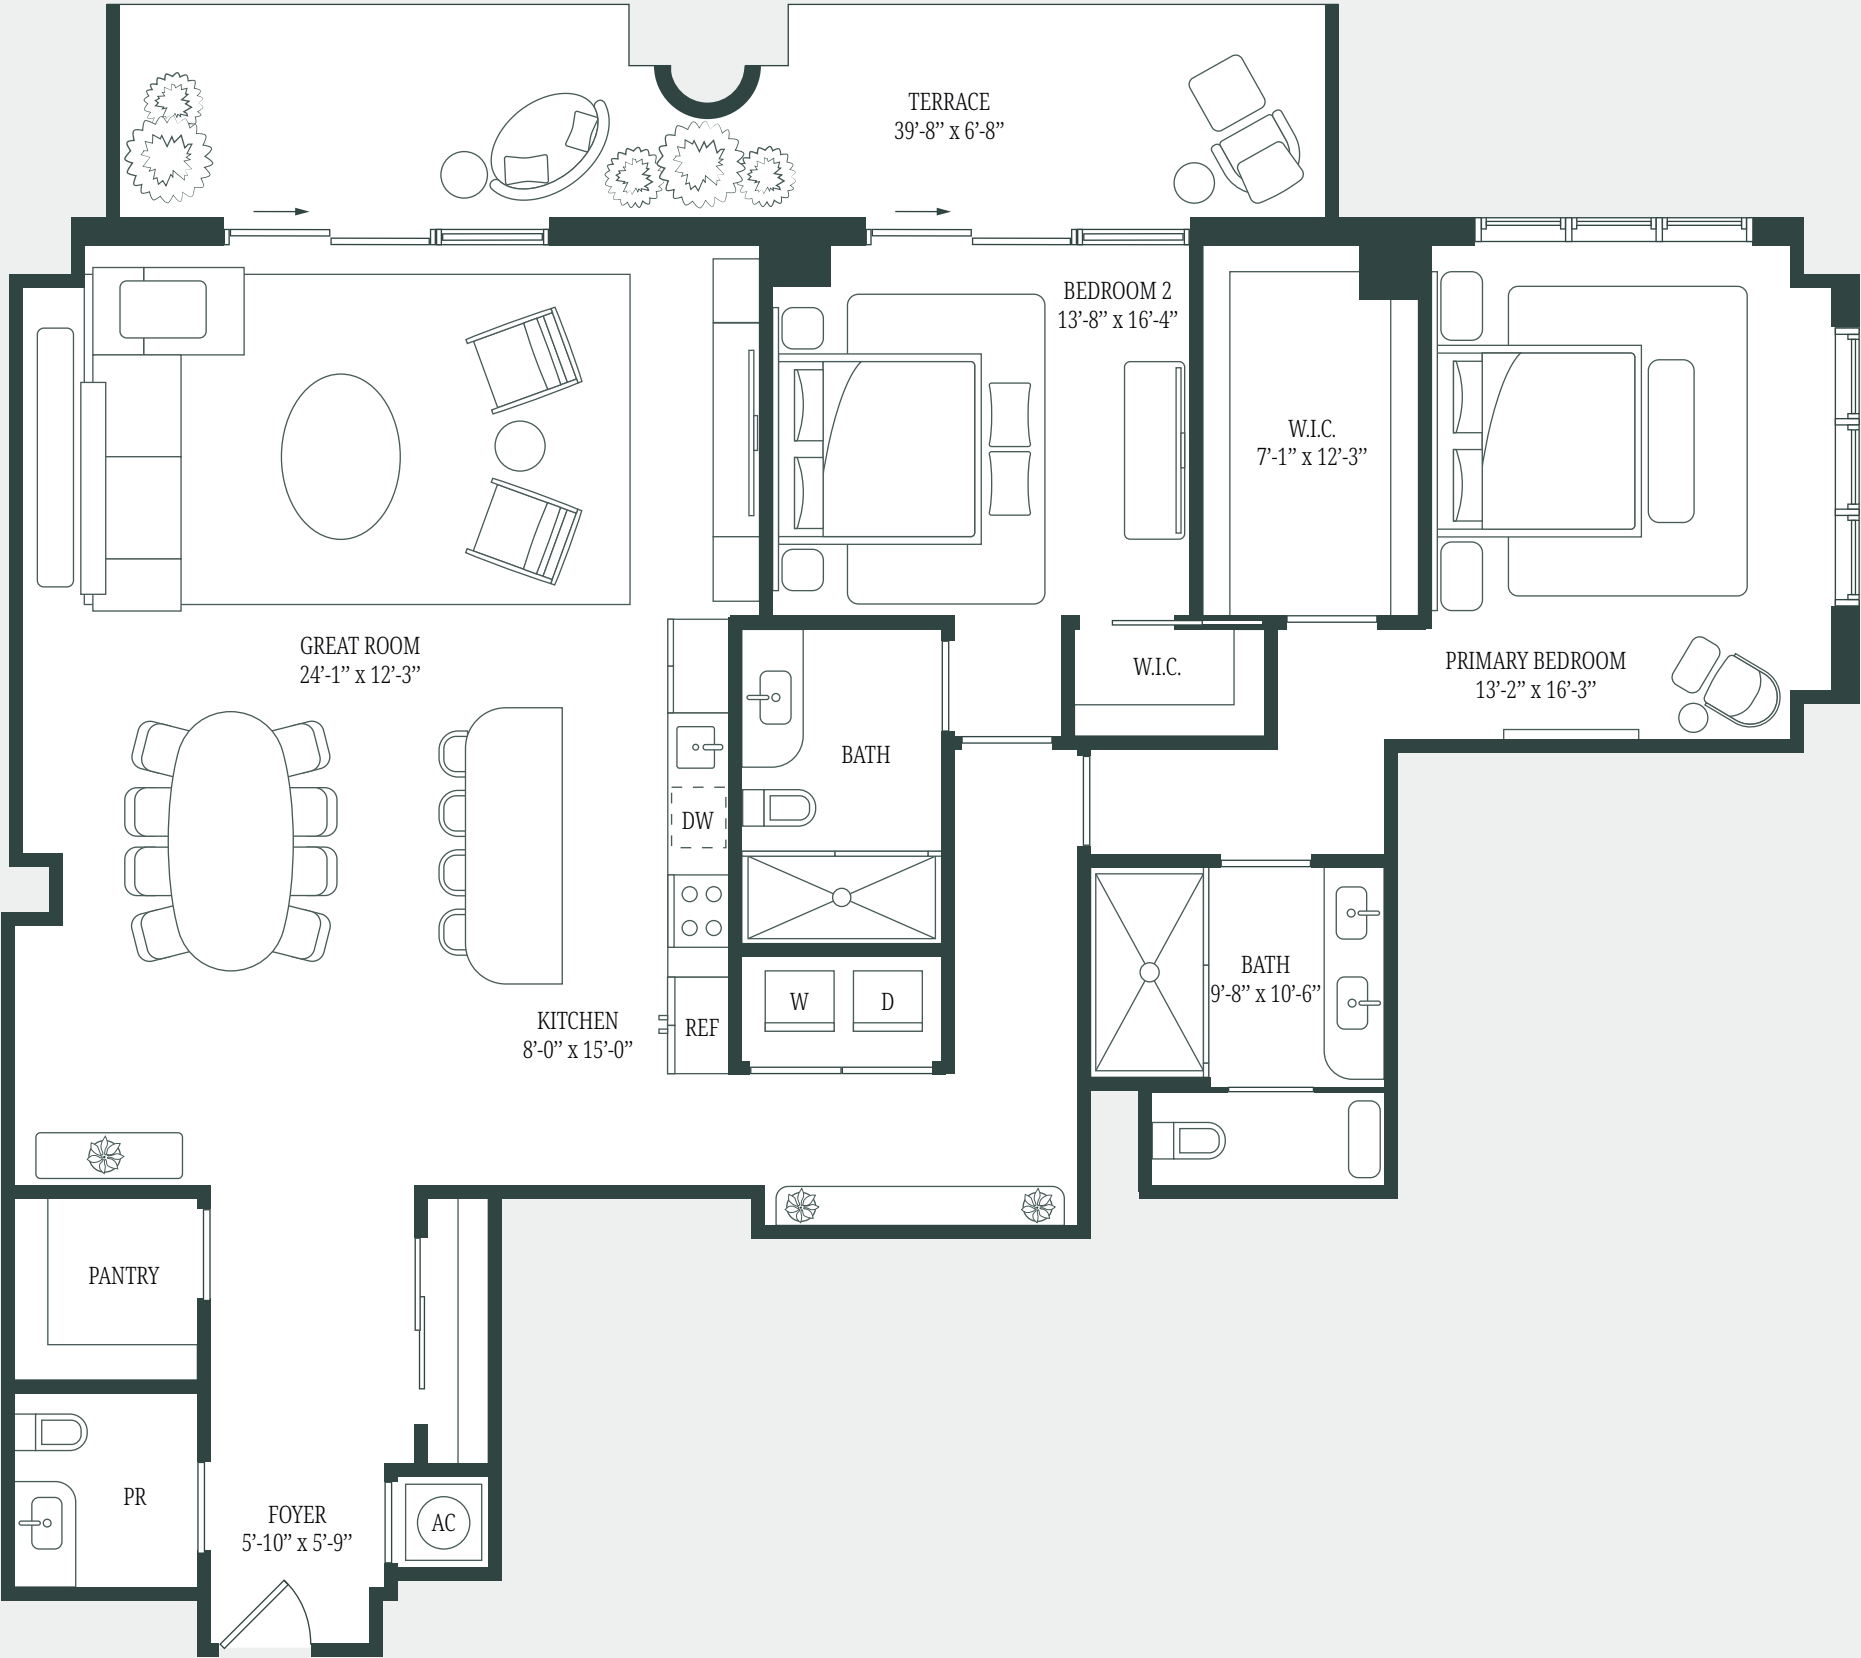 TERRACE
39’-8” x 6’-8”
BEDROOM 2
13’-8” x 16’-4”
W.I.C.
7’-1” x 12’-3”
GREAT ROOM
24’-1” x 12’-3”
W.I.C.
PRIMARY BEDROOM
13’-2” x 16’-3”
BATH
DW
BATH
9’-8” x 10’-6”
W
D
KITCHEN
8’-0” x 15’-0”
REF
PANTRY
PR
FOYER
5’-10” x 5’-9”
AC